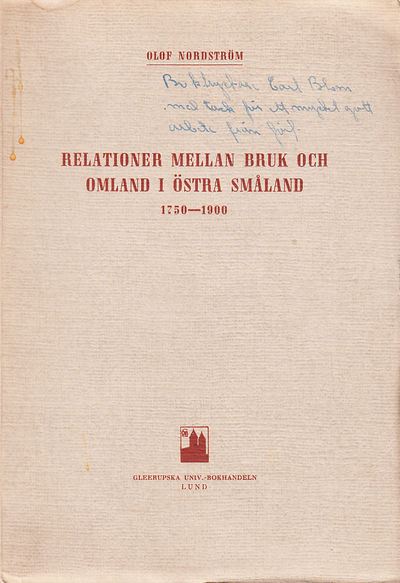 OLOF NORDSTRÖM
Boktryckare Carl Blom
med tack för ett mycket gott
arbete från förf.
RELATIONER MELLAN BRUK OCH
OMLAND I ÖSTRA SMÅLAND
1750—1900
GLEERUPSKA UNIV.-BOKHANDELN
LUND